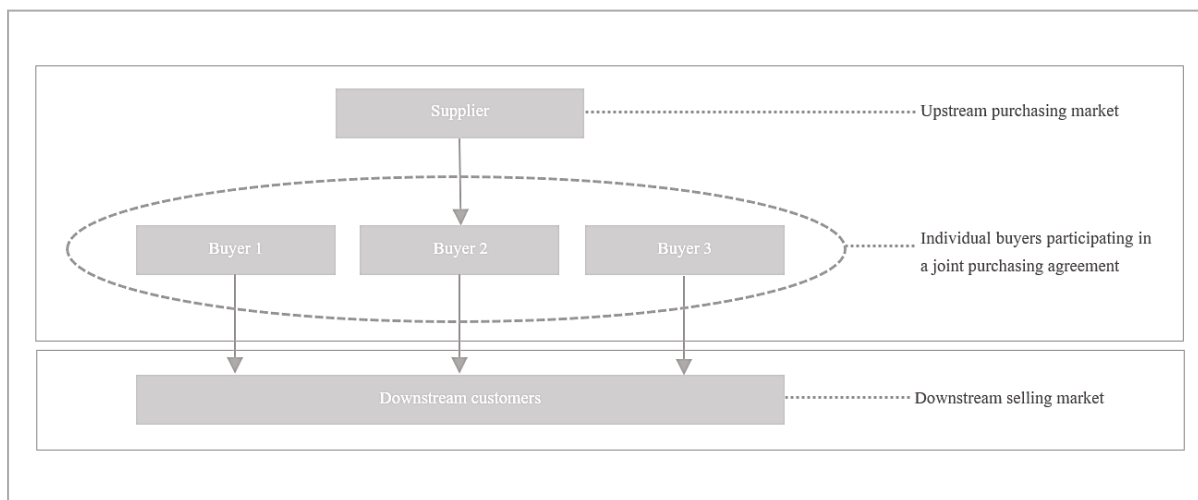 Supplier
Upstream purchasing market
Buyer 1
Buyer 2
Buyer 3
Individual buyers participating in
a joint purchasing agreement
Downstream customers
Downstream selling market